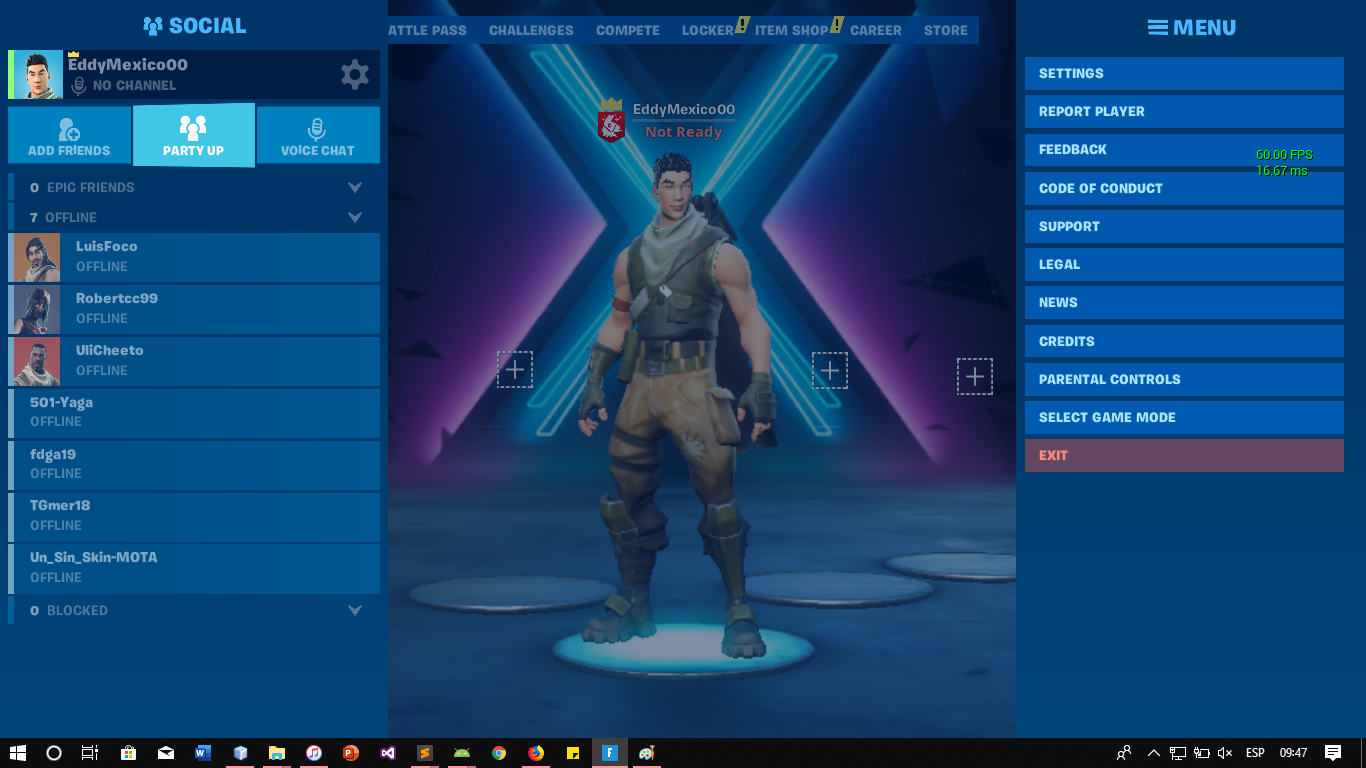 SOCIAL
EddyMexico00
NO CHANNEL
ADD FRIENDS
PARTY UP
VOICE CHAT
0 EPIC FRIENDS
7 OFFLINE
LuisFoco
OFFLINE
Robertcc99
OFFLINE
UliCheeto
OFFLINE
501-Yaga
OFFLINE
fdga19
OFFLINE
TGmer18
OFFLINE
Un_Sin_Skin-MOTA
OFFLINE
0 BLOCKED
ATTLE PASS CHALLENGES COMPETE LOCKER ! ITEM SHOP ! CAREER STORE
EddyMexico00
Not Ready
MENU
SETTINGS
REPORT PLAYER
FEEDBACK
60.00 FPS
16.67 ms
CODE OF CONDUCT
SUPPORT
LEGAL
NEWS
CREDITS
PARENTAL CONTROLS
SELECT GAME MODE
EXIT
ESP 09:47